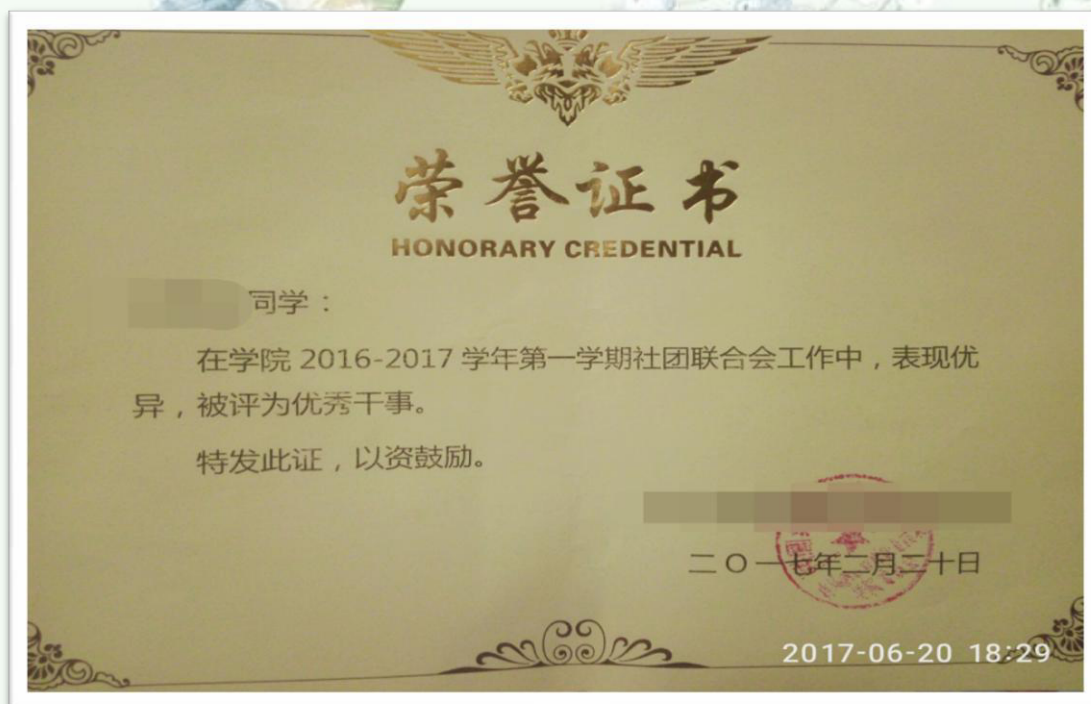 荣誉证书
HONORARY CREDENTIAL
同学：
在学院 2016-2017 学年第一学期社团联合会工作中，表现优
异，被评为优秀干事。
特发此证，以资鼓励。
二O一七年二月二十日
2017-06-20 18:29